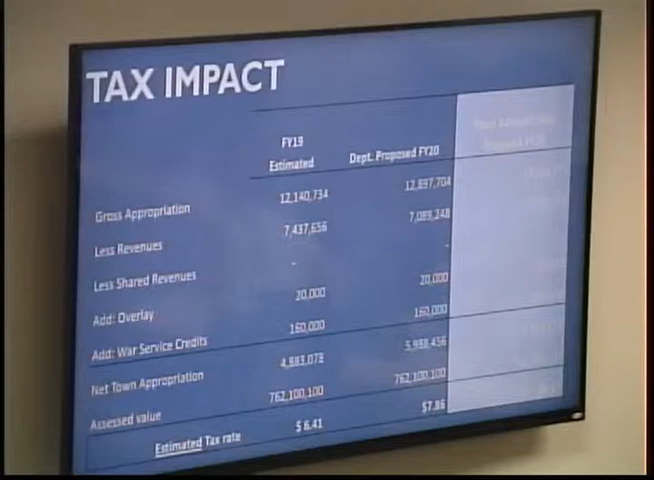 TAX IMPACT
FY19
Estimated Dept. Proposed FY20
Gross Appropriation 12,140,734 12,897,704
Less Revenues 7,437,656 7,089,248
Less Shared Revenues - -
Add: Overlay 20,000 20,000
Add: War Service Credits 160,000 160,000
Net Town Appropriation 4,883,078 5,988,456
Assessed value 762,100,100 762,100,100
Estimated Tax rate $ 6.41 $7.86